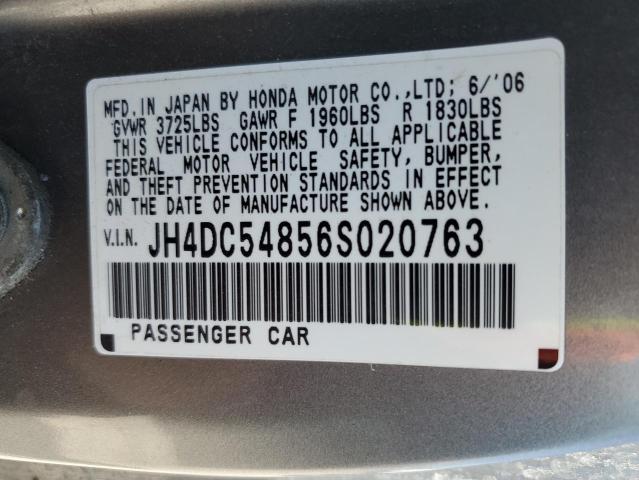 MFD. IN JAPAN BY HONDA MOTOR CO.,LTD; 6/'06
GVWR 3725LBS GAWR F 1960LBS R 1830LBS
THIS VEHICLE CONFORMS TO ALL APPLICABLE
FEDERAL MOTOR VEHICLE SAFETY, BUMPER,
AND THEFT PREVENTION STANDARDS IN EFFECT
ON THE DATE OF MANUFACTURE SHOWN ABOVE.
V.I.N. JH4DC54856S020763
PASSENGER CAR